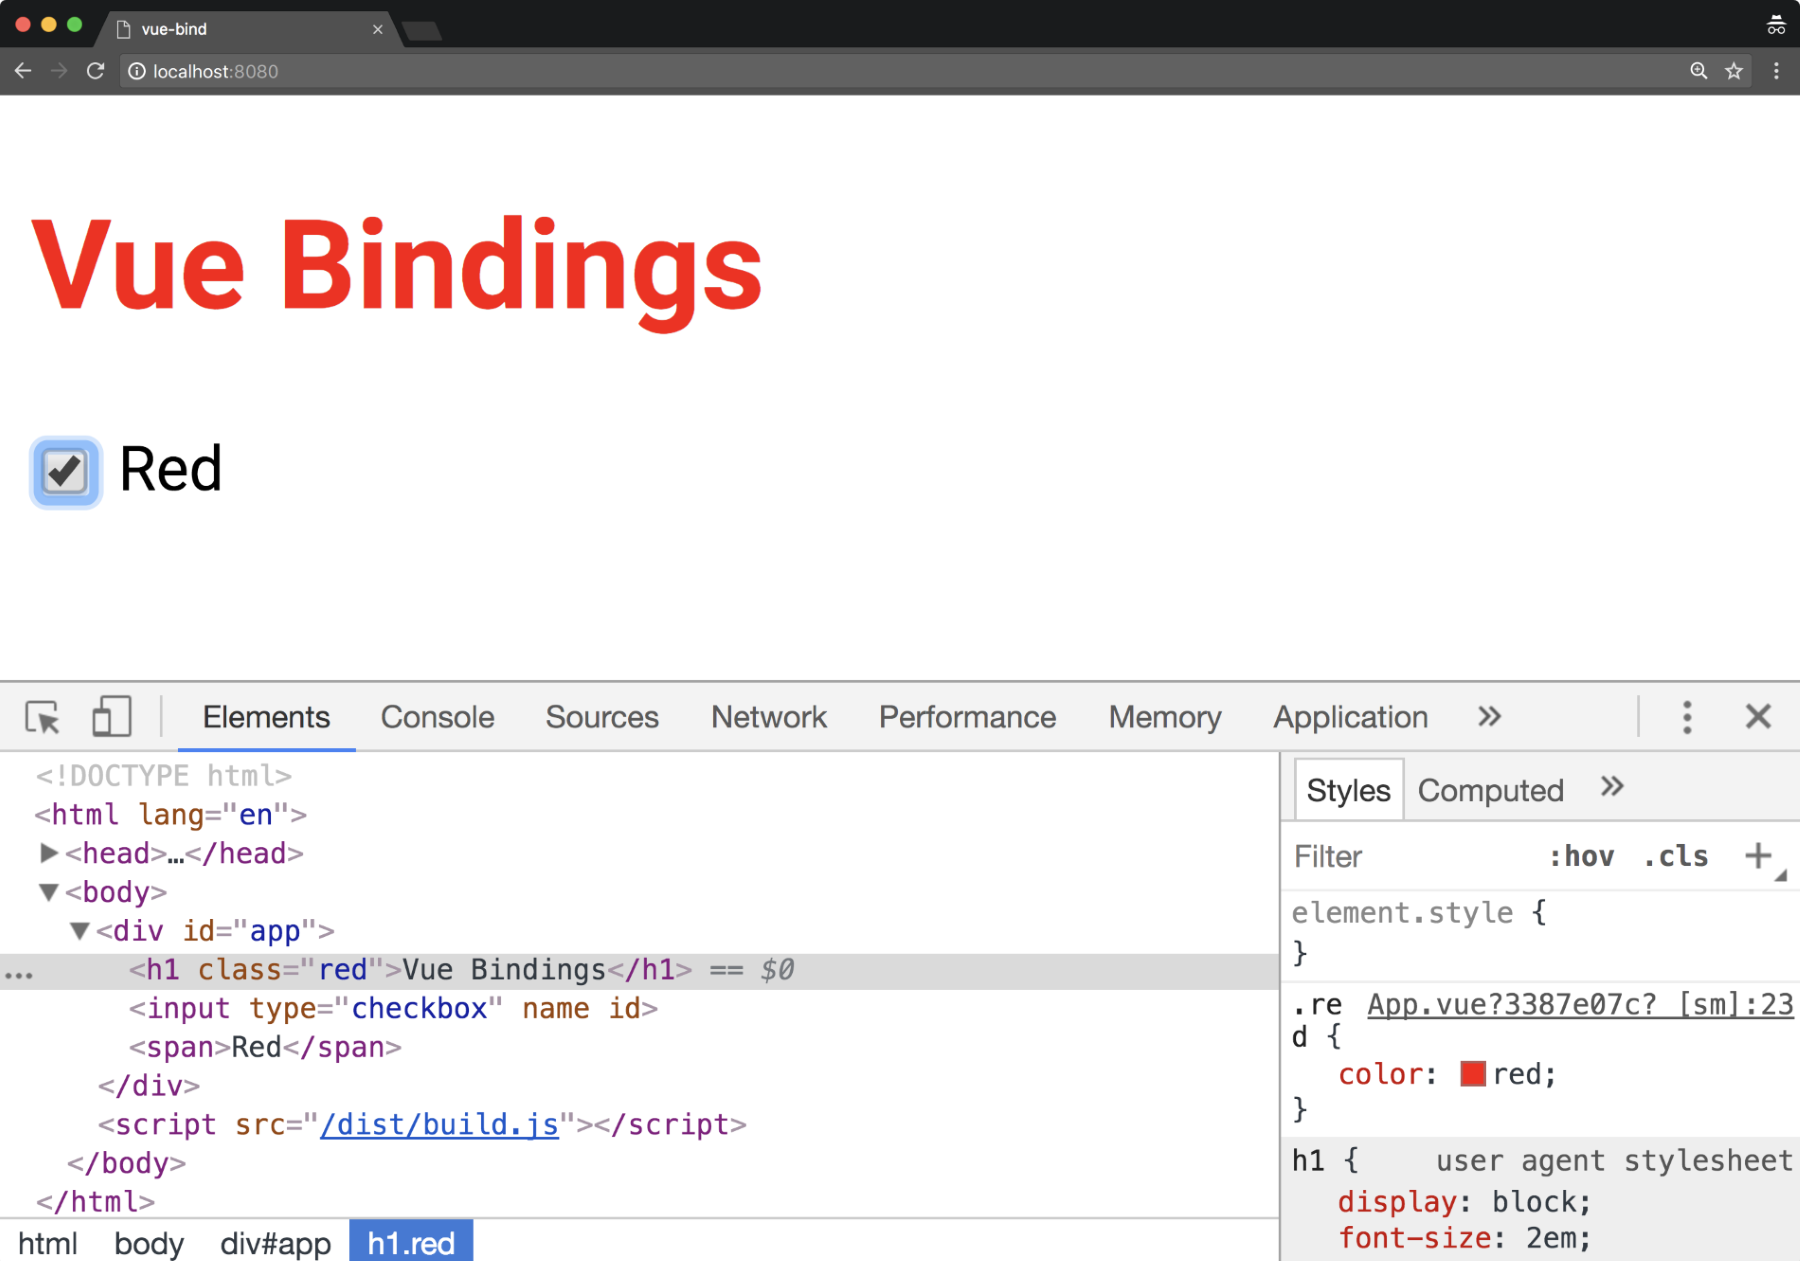 vue-bind
localhost:8080
Vue Bindings
Red
Elements Console Sources Network Performance Memory Application »
<!DOCTYPE html>
<html lang="en">
<head>…</head>
<body>
<div id="app">
... <h1 class="red">Vue Bindings</h1> == $0
<input type="checkbox" name id>
<span>Red</span>
</div>
<script src="/dist/build.js"></script>
</body>
</html>
html body div#app h1.red
Styles Computed »
Filter :hov .cls +
element.style {
}
.re App.vue?3387e07c? [sm]:23
d {
color: red;
}
h1 { user agent stylesheet
display: block;
font-size: 2em;